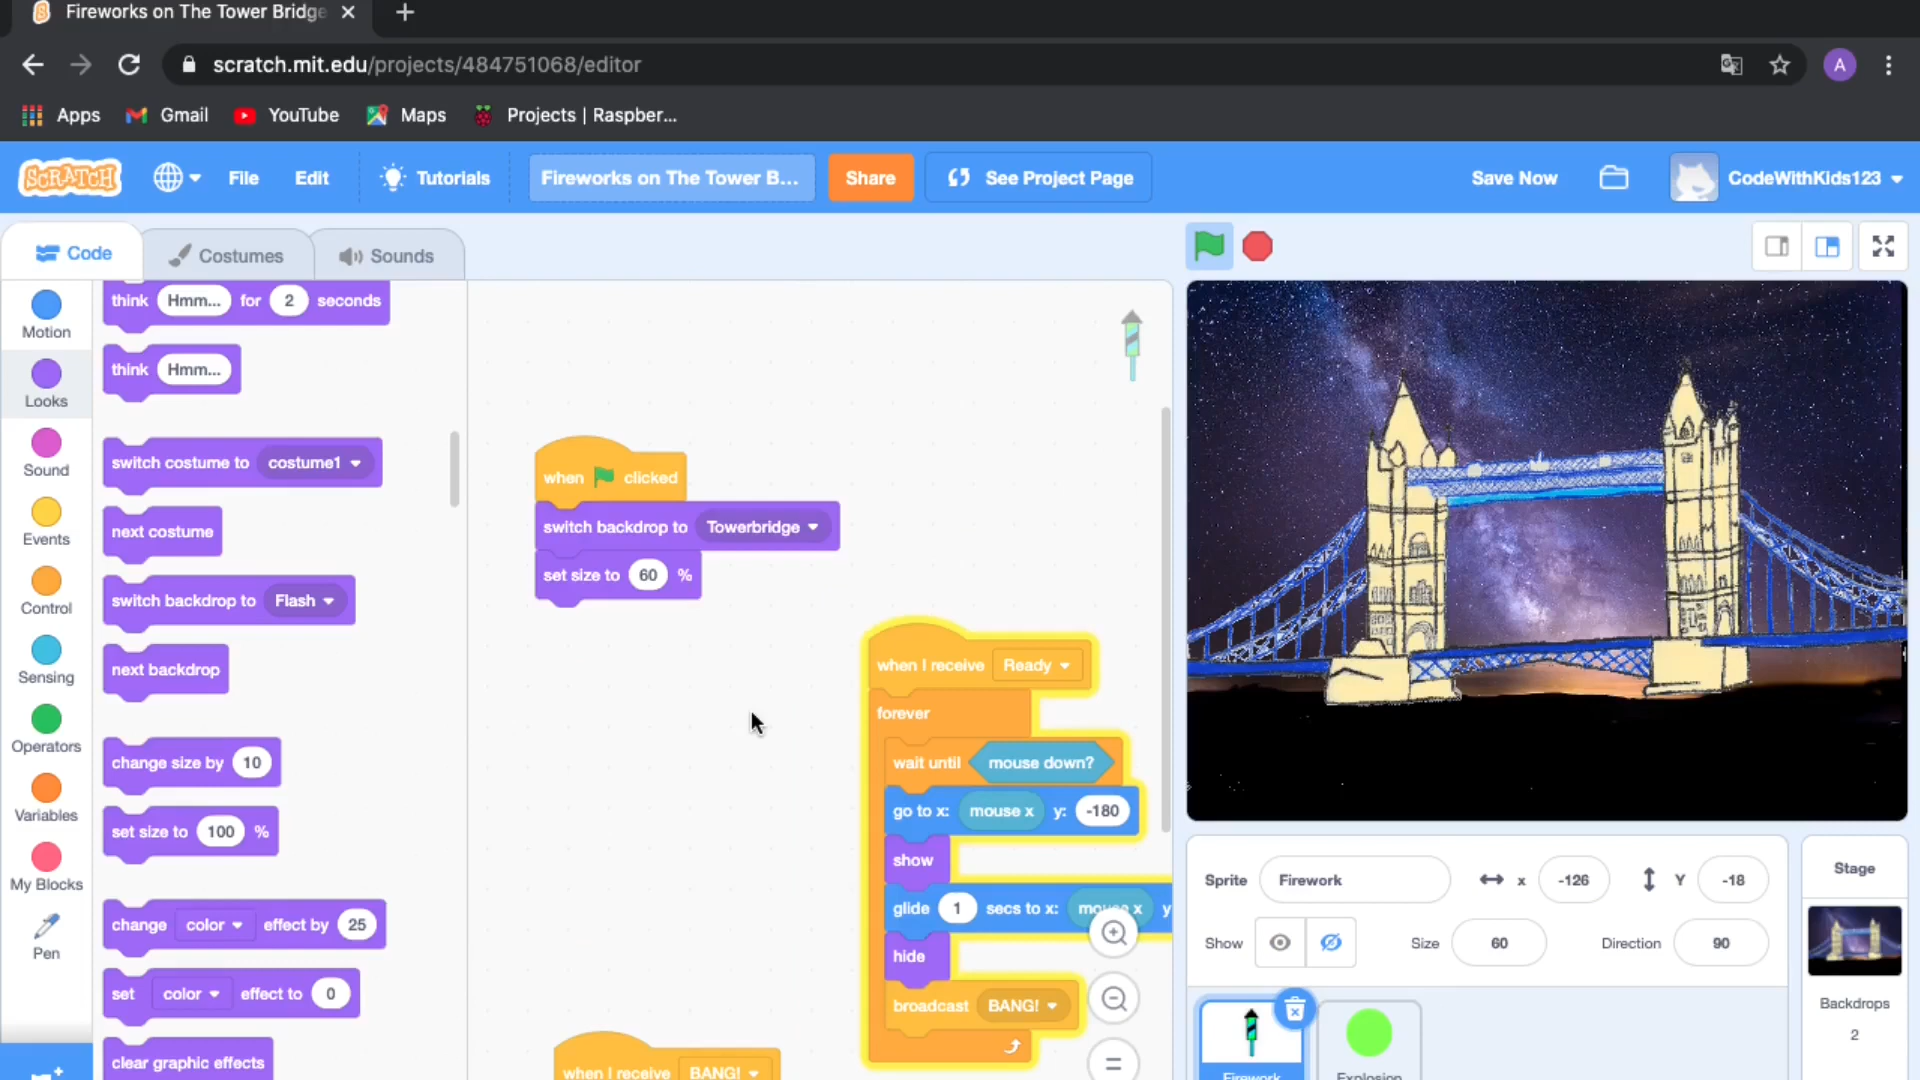 Fireworks on The Tower Bridge
scratch.mit.edu/projects/484751068/editor
A
Apps Gmail YouTube Maps Projects | Raspber...
SCRATCH File Edit Tutorials Fireworks on The Tower B... Share See Project Page Save Now CodeWithKids123
Code Costumes Sounds
Motion
Looks
Sound
Events
Control
Sensing
Operators
Variables
My Blocks
Pen
think Hmm... for 2 seconds
think Hmm...
switch costume to costume1
next costume
switch backdrop to Flash
next backdrop
change size by 10
set size to 100 %
change color effect by 25
set color effect to 0
clear graphic effects
when clicked
switch backdrop to Towerbridge
set size to 60 %
when I receive Ready
forever
wait until mouse down?
go to x: mouse x y: -180
show
glide 1 secs to x: mouse x y
hide
broadcast BANG!
when I receive BANG!
Sprite Firework x -126 Y -18
Show Size 60 Direction 90
Firework
Explosion
Stage
Backdrops
2